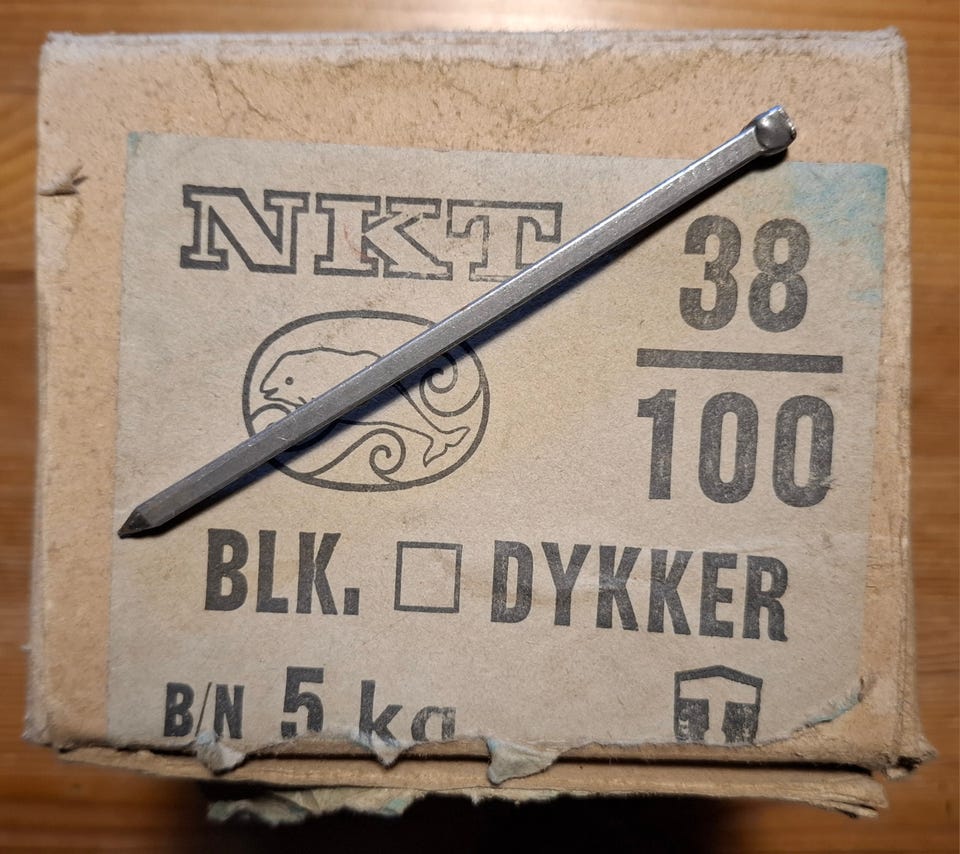 NKT
38
100
BLK. □ DYKKER
B/N 5 kg